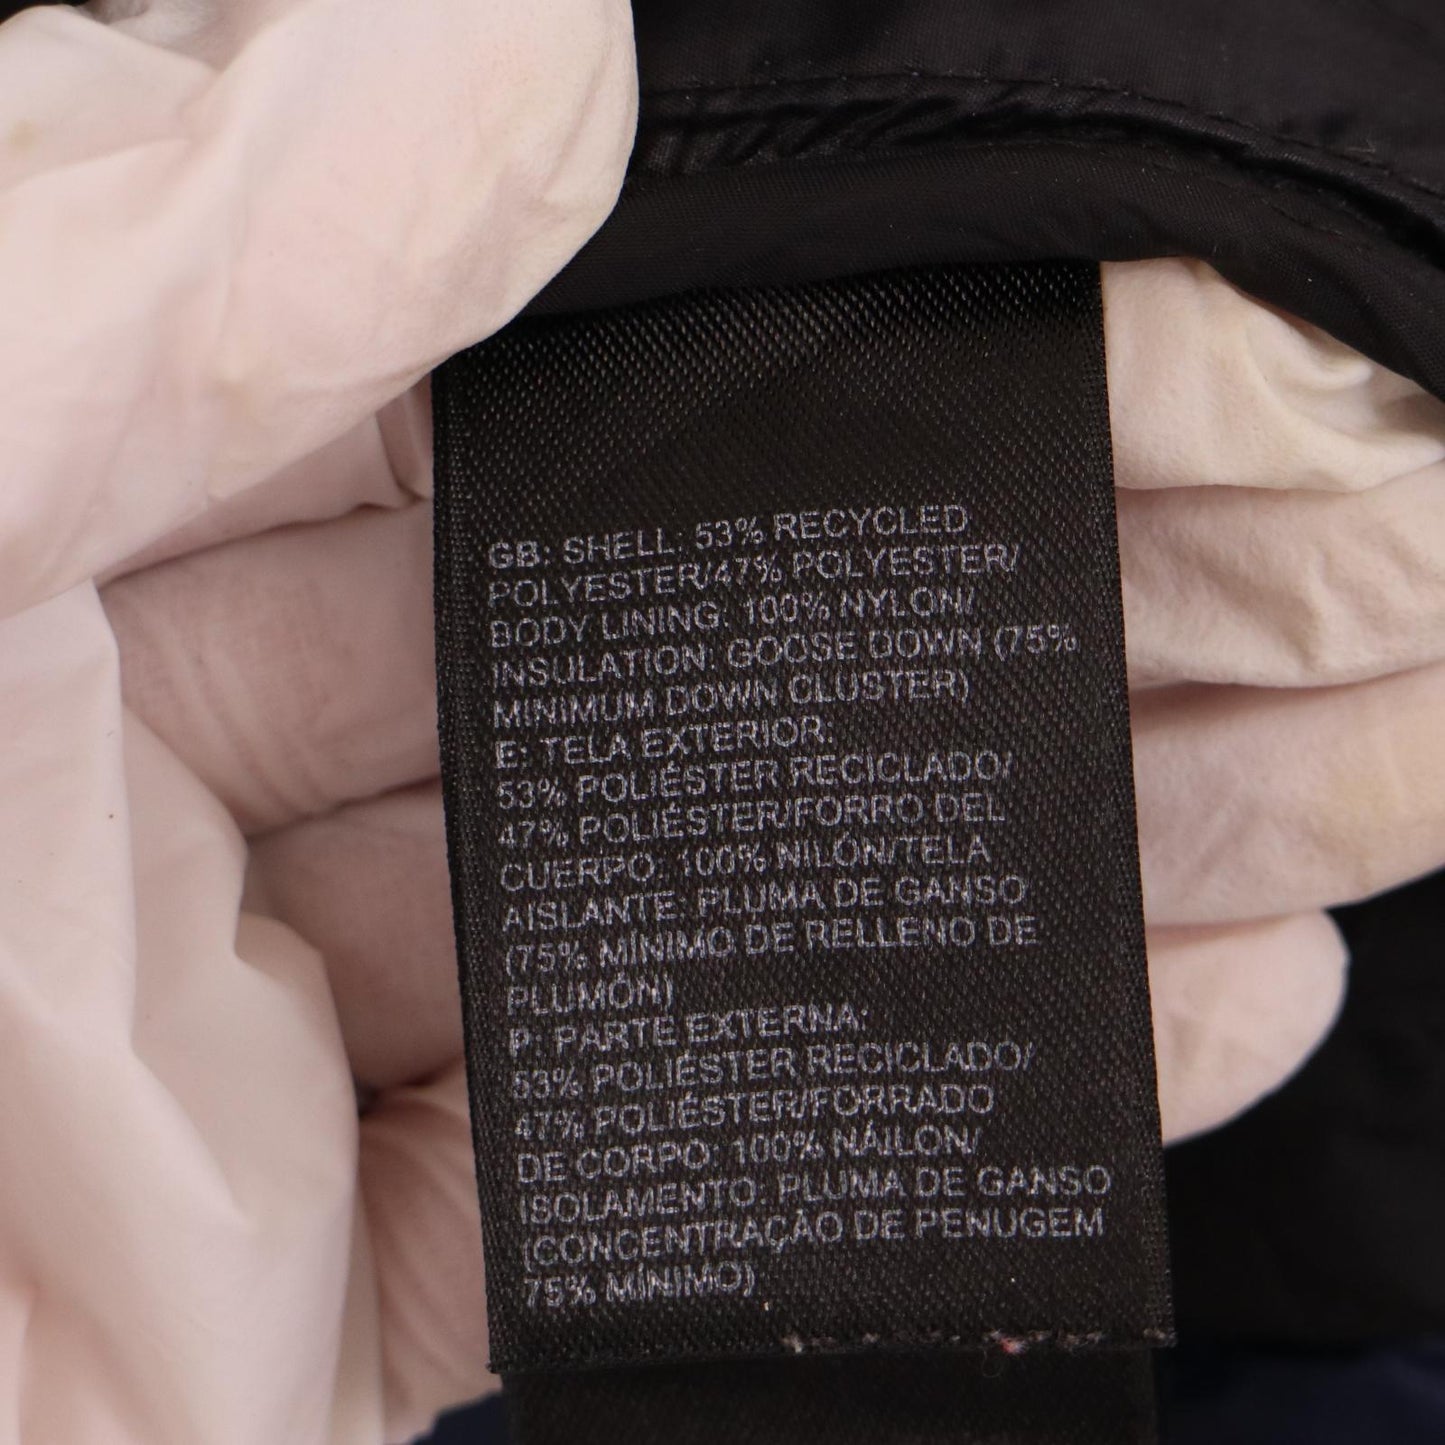 GB: SHELL: 53% RECYCLED
POLYESTER/47% POLYESTER/
BODY LINING: 100% NYLON/
INSULATION: GOOSE DOWN (75%
MINIMUM DOWN CLUSTER)
E: TELA EXTERIOR:
53% POLIÉSTER RECICLADO/
47% POLIÉSTER/FORRO DEL
CUERPO: 100% NILÓN/TELA
AISLANTE: PLUMA DE GANSO
(75% MÍNIMO DE RELLENO DE
PLUMÓN)
P: PARTE EXTERNA:
53% POLIÉSTER RECICLADO/
47% POLIÉSTER/FORRADO
DE CORPO: 100% NÁILON/
ISOLAMENTO: PLUMA DE GANSO
(CONCENTRAÇÃO DE PENUGEM
75% MÍNIMO)